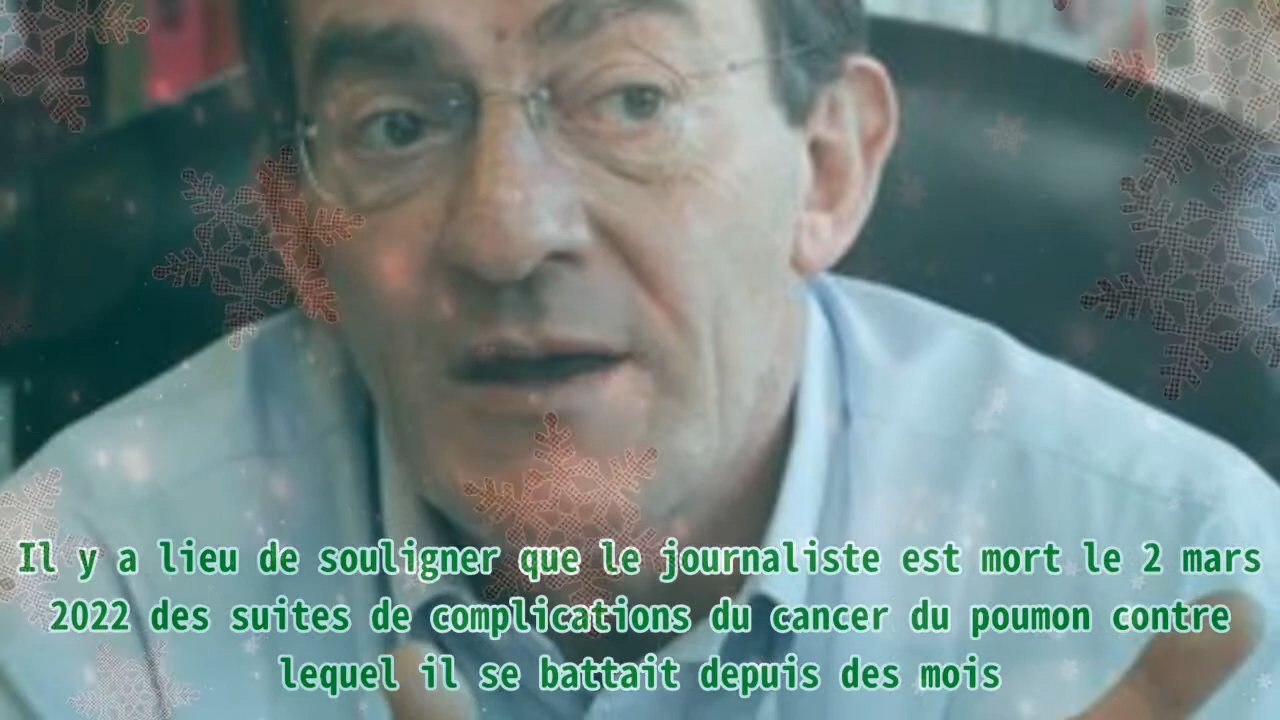 Il y a lieu de souligner que le journaliste est mort le 2 mars
2022 des suites de complications du cancer du poumon contre
lequel il se battait depuis des mois